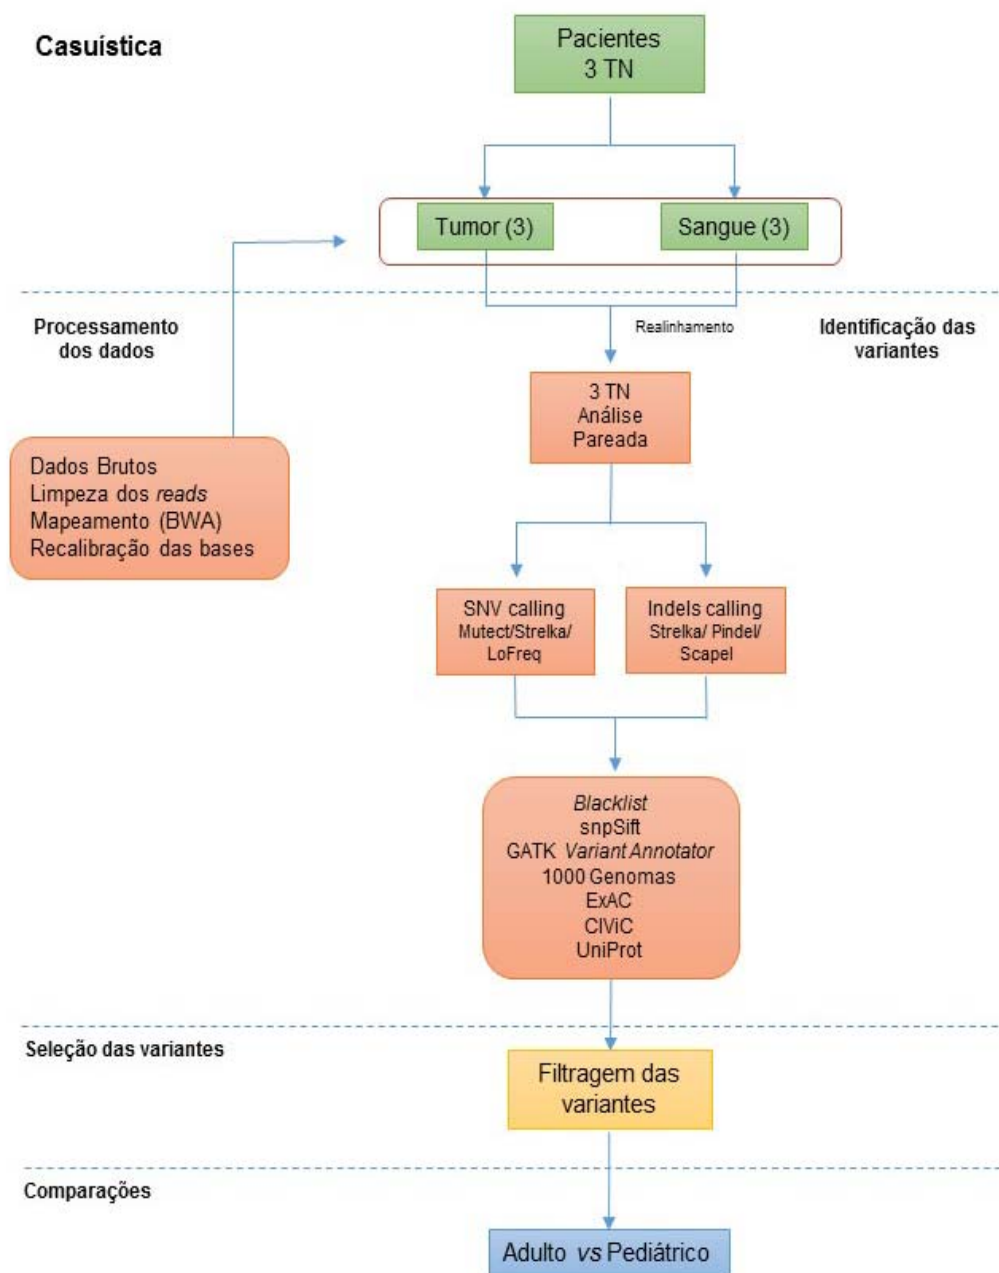 Casuística
Pacientes
3 TN
Tumor (3)
Sangue (3)
Processamento
dos dados
Realinhamento
Identificação das
variantes
3 TN
Análise
Pareada
Dados Brutos
Limpeza dos reads
Mapeamento (BWA)
Recalibração das bases
SNV calling
Mutect/Strelka/
LoFreq
Indels calling
Strelka/ Pindel/
Scapel
Blacklist
snpSift
GATK Variant Annotator
1000 Genomas
ExAC
CIViC
UniProt
Seleção das variantes
Filtragem das
variantes
Comparações
Adulto vs Pediátrico